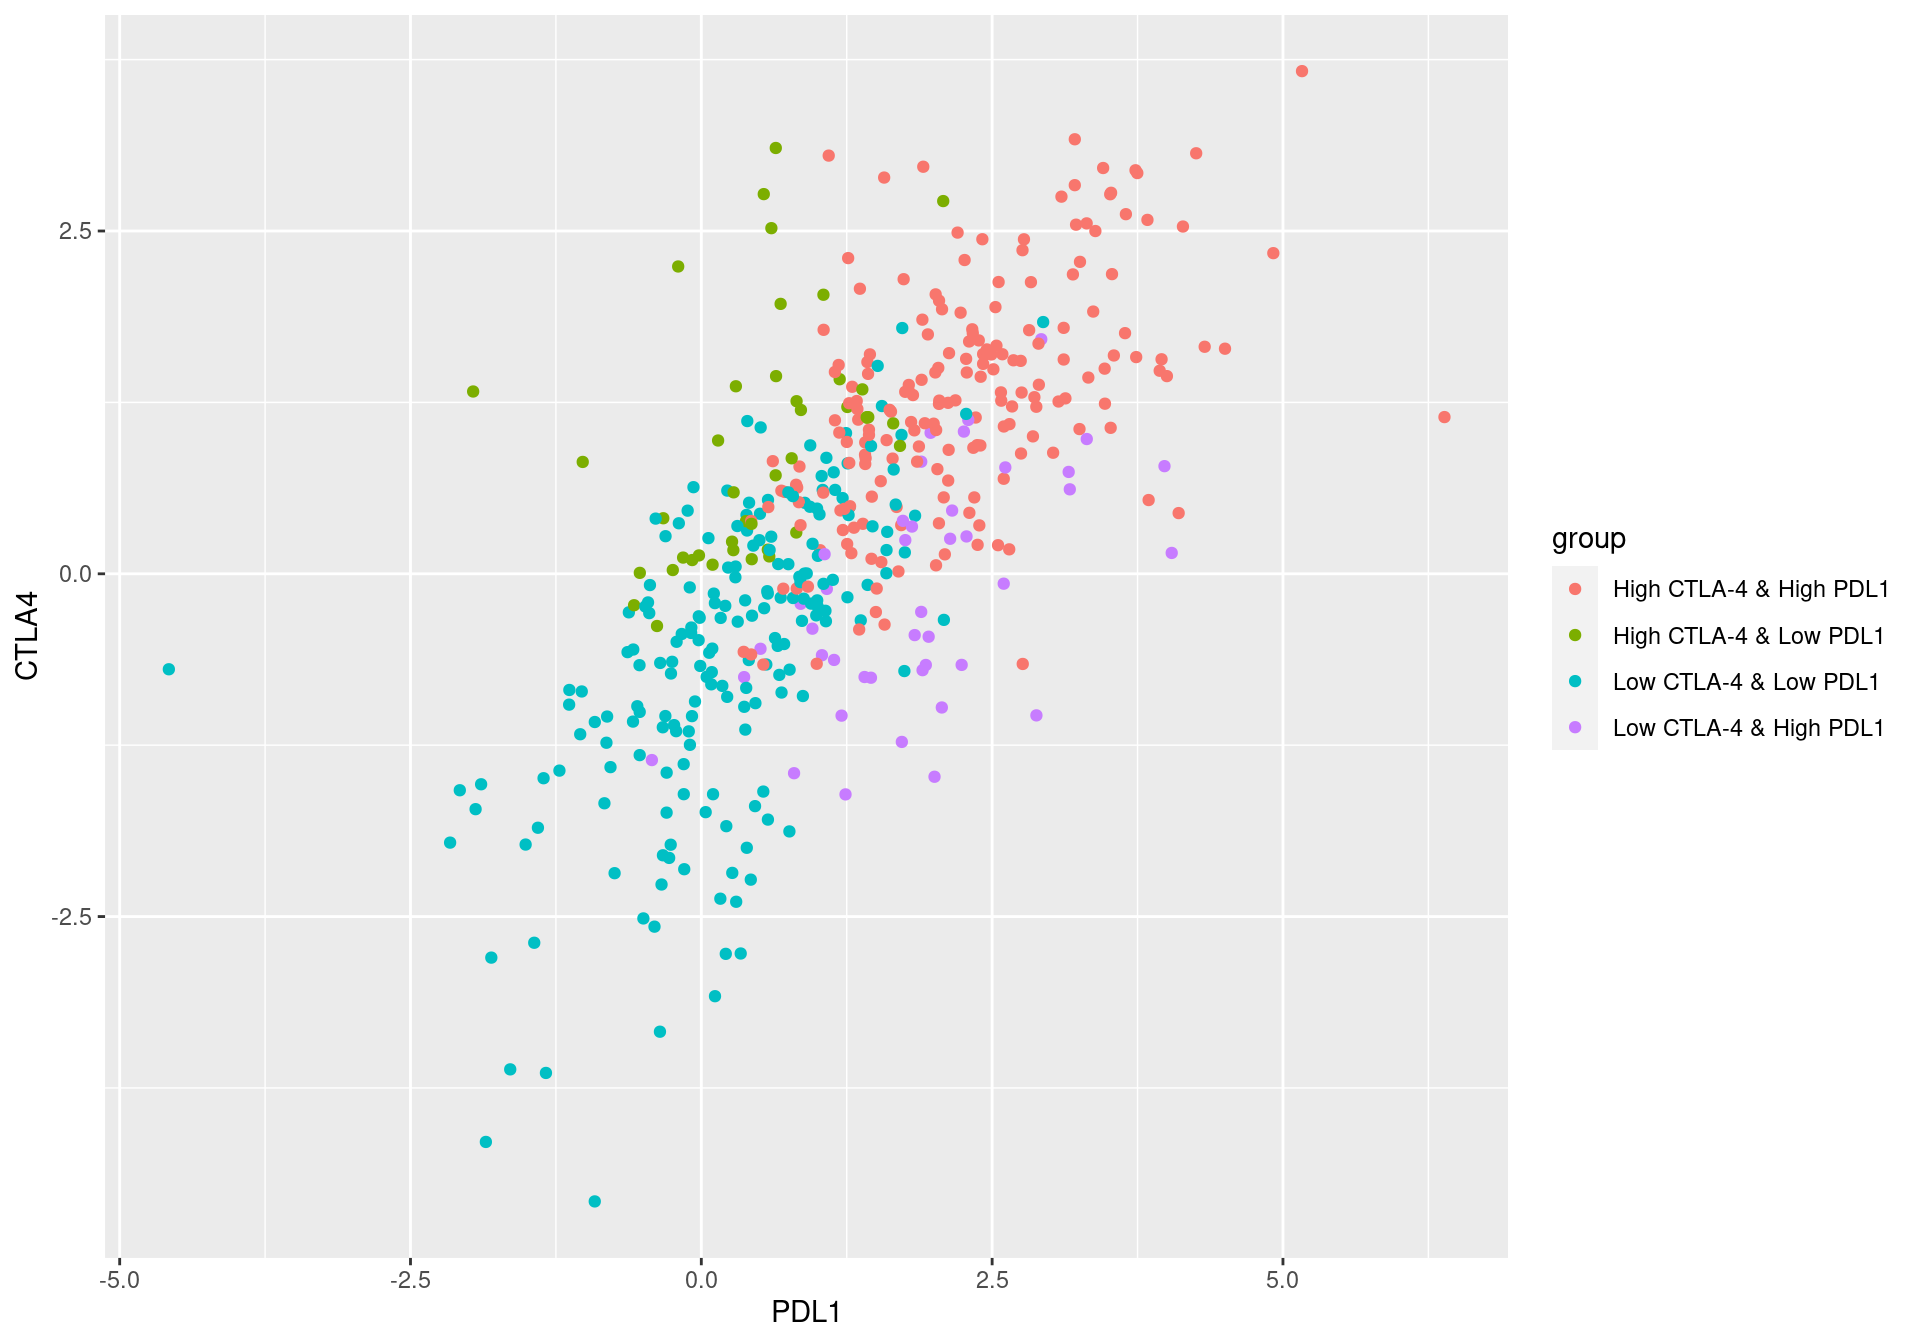 CTLA4
2.5
0.0
-2.5
-5.0
-2.5
0.0
2.5
5.0
PDL1
group
High CTLA-4 & High PDL1
High CTLA-4 & Low PDL1
Low CTLA-4 & Low PDL1
Low CTLA-4 & High PDL1